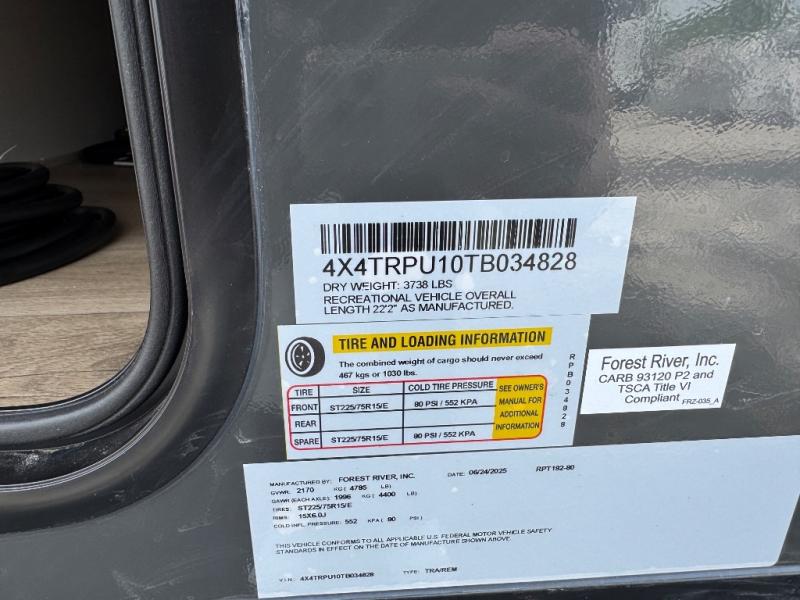 4X4TRPU10TB034828
DRY WEIGHT: 3738 LBS
RECREATIONAL VEHICLE OVERALL
LENGTH 22'2" AS MANUFACTURED.
TIRE AND LOADING INFORMATION
The combined weight of cargo should never exceed
467 kgs or 1030 lbs.
TIRE SIZE COLD TIRE PRESSURE
FRONT ST225/75R15/E 80 PSI / 552 KPA
REAR
SPARE ST225/75R15/E 80 PSI / 552 KPA
SEE OWNER'S
MANUAL FOR
ADDITIONAL
INFORMATION
RPB034828
Forest River, Inc.
CARB 93120 P2 and
TSCA Title VI
Compliant FRZ-035_A
MANUFACTURED BY: FOREST RIVER, INC. DATE: 06/24/2025 RPT192-80
GVWR: 2170 KG ( 4785 LB)
GAWR (EACH AXLE): 1996 KG ( 4400 LB)
TIRES: ST225/75R15/E
RIMS: 15X6.0J
COLD INFL. PRESSURE: 552 KPA ( 80 PSI)
THIS VEHICLE CONFORMS TO ALL APPLICABLE U.S. FEDERAL MOTOR VEHICLE SAFETY
STANDARDS IN EFFECT ON THE DATE OF MANUFACTURE SHOWN ABOVE.
V.I.N.: 4X4TRPU10TB034828 TYPE: TRA/REM